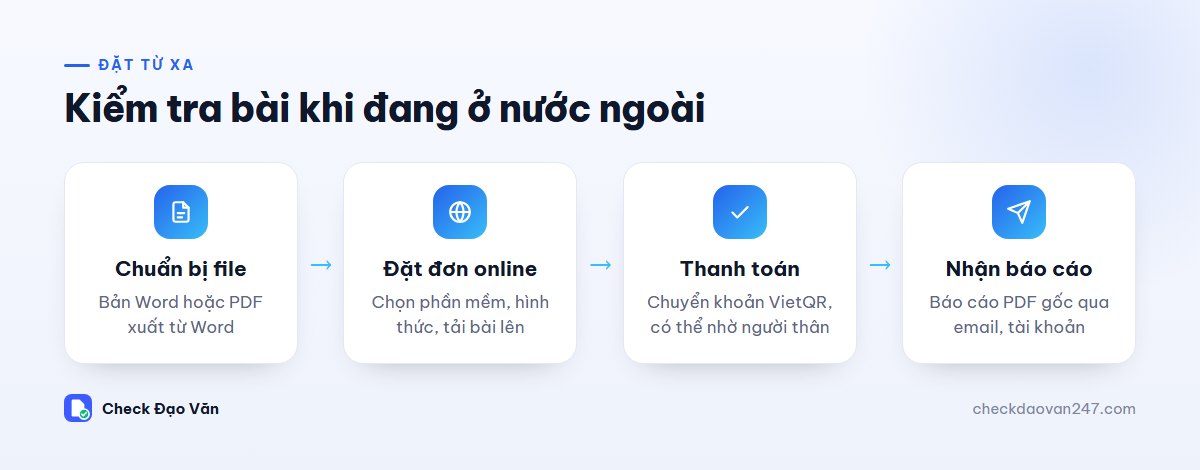 ĐẶT TỪ XA
Kiểm tra bài khi đang ở nước ngoài
Chuẩn bị file
Bản Word hoặc PDF
xuất từ Word
Đặt đơn online
Chọn phần mềm, hình
thức, tải bài lên
Thanh toán
Chuyển khoản VietQR,
có thể nhờ người thân
Nhận báo cáo
Báo cáo PDF gốc qua
email, tài khoản
Check Đạo Văn
checkdaovan247.com